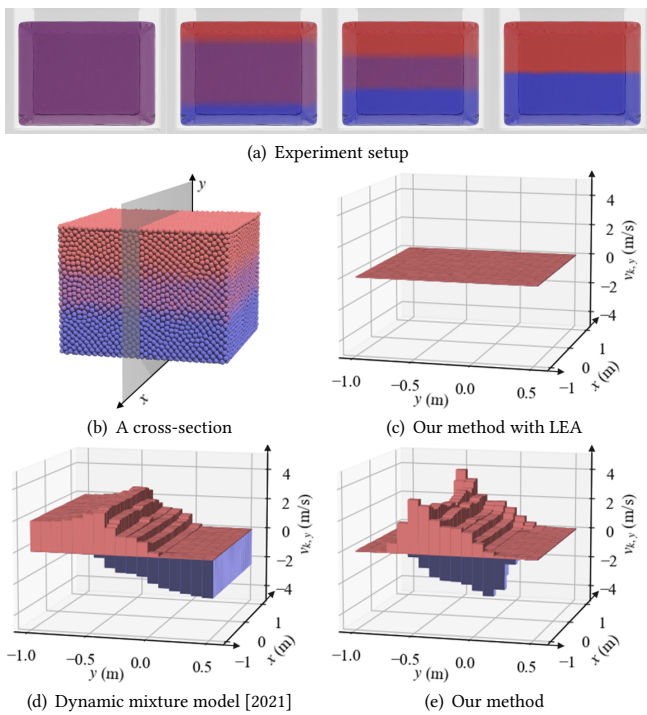 (a) Experiment setup
y
x
(b) A cross-section
4
2
0
−2
−4
v_{k,y} (m/s)
1
0
−1
x (m)
−1.0
−0.5
0.0
0.5
y (m)
(c) Our method with LEA
4
2
0
−2
−4
v_{k,y} (m/s)
1
0
−1
x (m)
−1.0
−0.5
0.0
0.5
y (m)
(d) Dynamic mixture model [2021]
4
2
0
−2
−4
v_{k,y} (m/s)
1
0
−1
x (m)
−1.0
−0.5
0.0
0.5
y (m)
(e) Our method